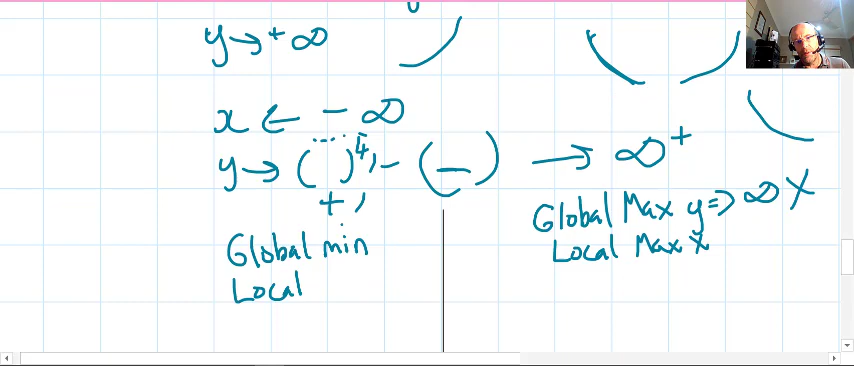 y → + ∞
x ← - ∞
y → ( )⁴, - ( — ) → ∞⁺
+ ,
Global Max y ⇒ ∞ X
Local Max X
Global min
Local